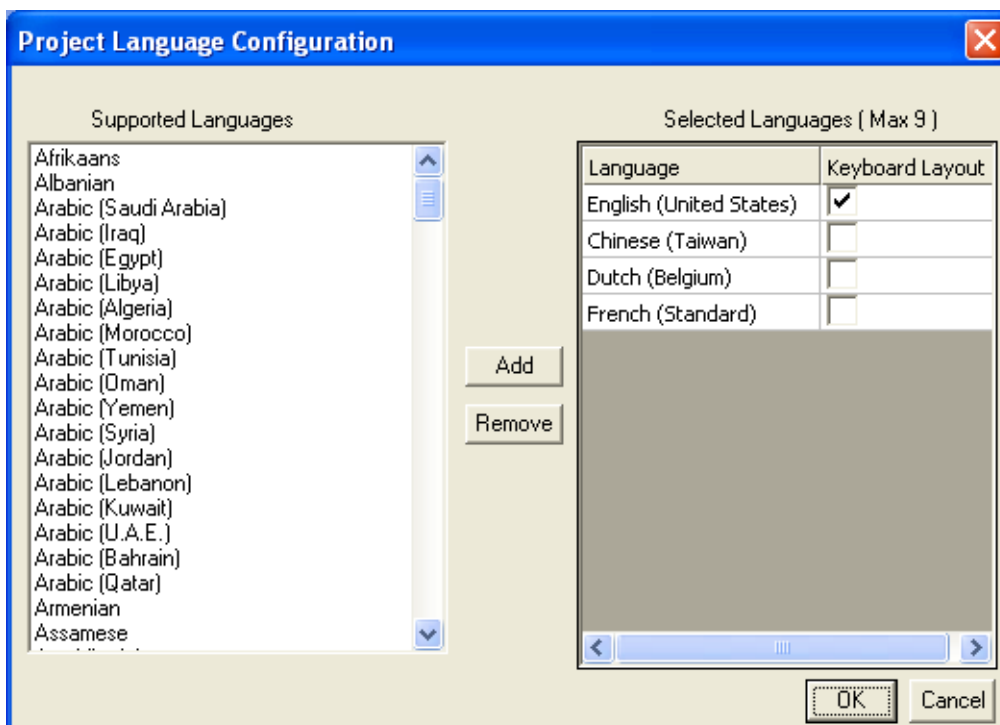 Project Language Configuration
Supported Languages
Afrikaans
Albanian
Arabic (Saudi Arabia)
Arabic (Iraq)
Arabic (Egypt)
Arabic (Libya)
Arabic (Algeria)
Arabic (Morocco)
Arabic (Tunisia)
Arabic (Oman)
Arabic (Yemen)
Arabic (Syria)
Arabic (Jordan)
Arabic (Lebanon)
Arabic (Kuwait)
Arabic (U.A.E.)
Arabic (Bahrain)
Arabic (Qatar)
Armenian
Assamese
Add
Remove
Selected Languages ( Max 9 )
Language Keyboard Layout
English (United States)
Chinese (Taiwan)
Dutch (Belgium)
French (Standard)
OK Cancel